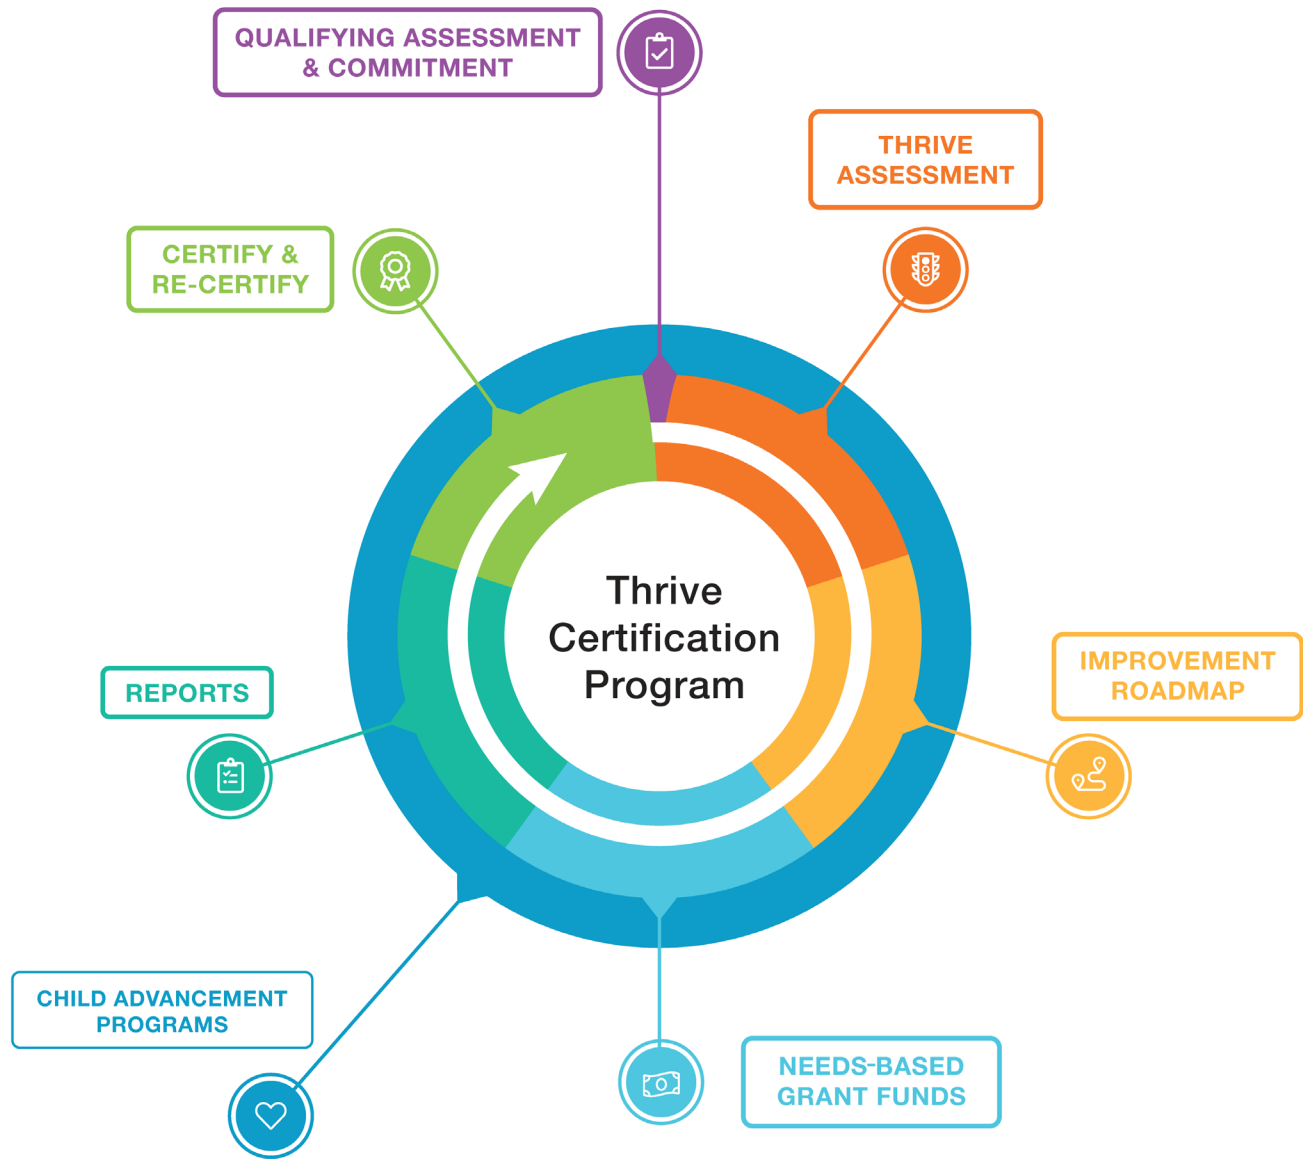 QUALIFYING ASSESSMENT
& COMMITMENT
THRIVE
ASSESSMENT
CERTIFY &
RE-CERTIFY
Thrive
Certification
Program
IMPROVEMENT
ROADMAP
REPORTS
CHILD ADVANCEMENT
PROGRAMS
NEEDS-BASED
GRANT FUNDS